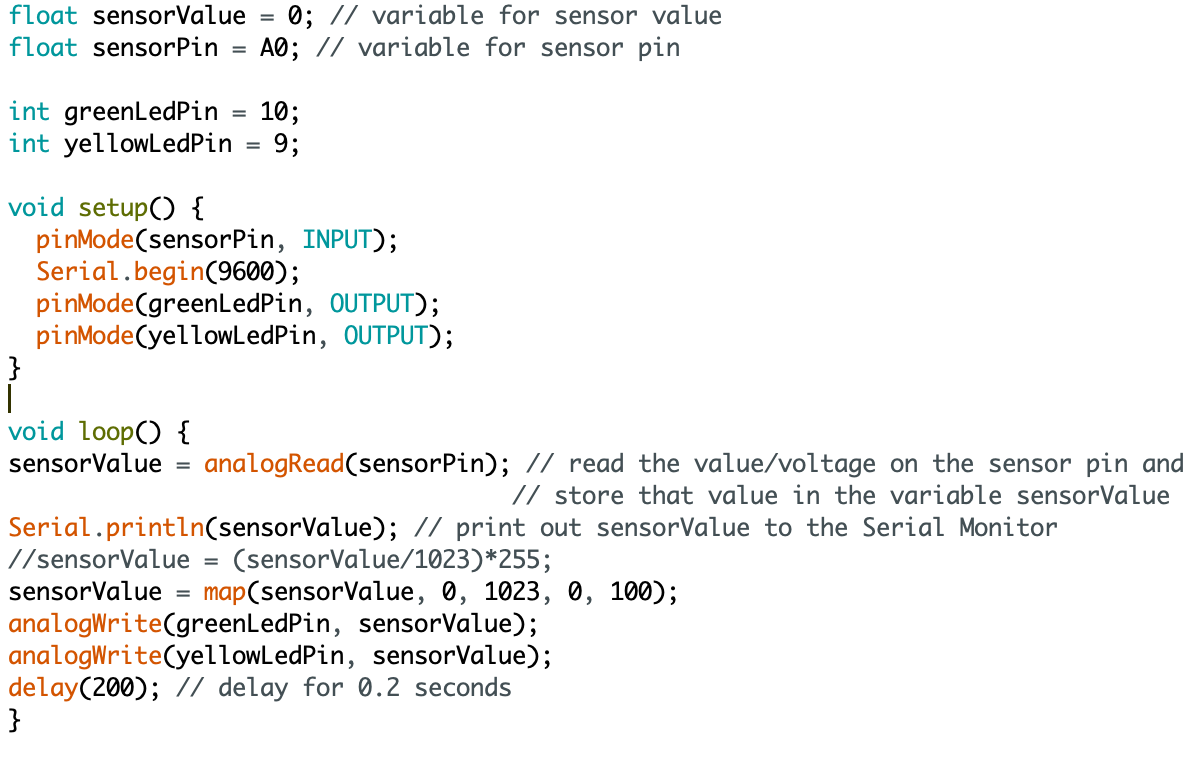 float sensorValue = 0; // variable for sensor value
float sensorPin = A0; // variable for sensor pin
int greenLedPin = 10;
int yellowLedPin = 9;
void setup() {
  pinMode(sensorPin, INPUT);
  Serial.begin(9600);
  pinMode(greenLedPin, OUTPUT);
  pinMode(yellowLedPin, OUTPUT);
}
void loop() {
sensorValue = analogRead(sensorPin); // read the value/voltage on the sensor pin and
                                    // store that value in the variable sensorValue
Serial.println(sensorValue); // print out sensorValue to the Serial Monitor
//sensorValue = (sensorValue/1023)*255;
sensorValue = map(sensorValue, 0, 1023, 0, 100);
analogWrite(greenLedPin, sensorValue);
analogWrite(yellowLedPin, sensorValue);
delay(200); // delay for 0.2 seconds
}